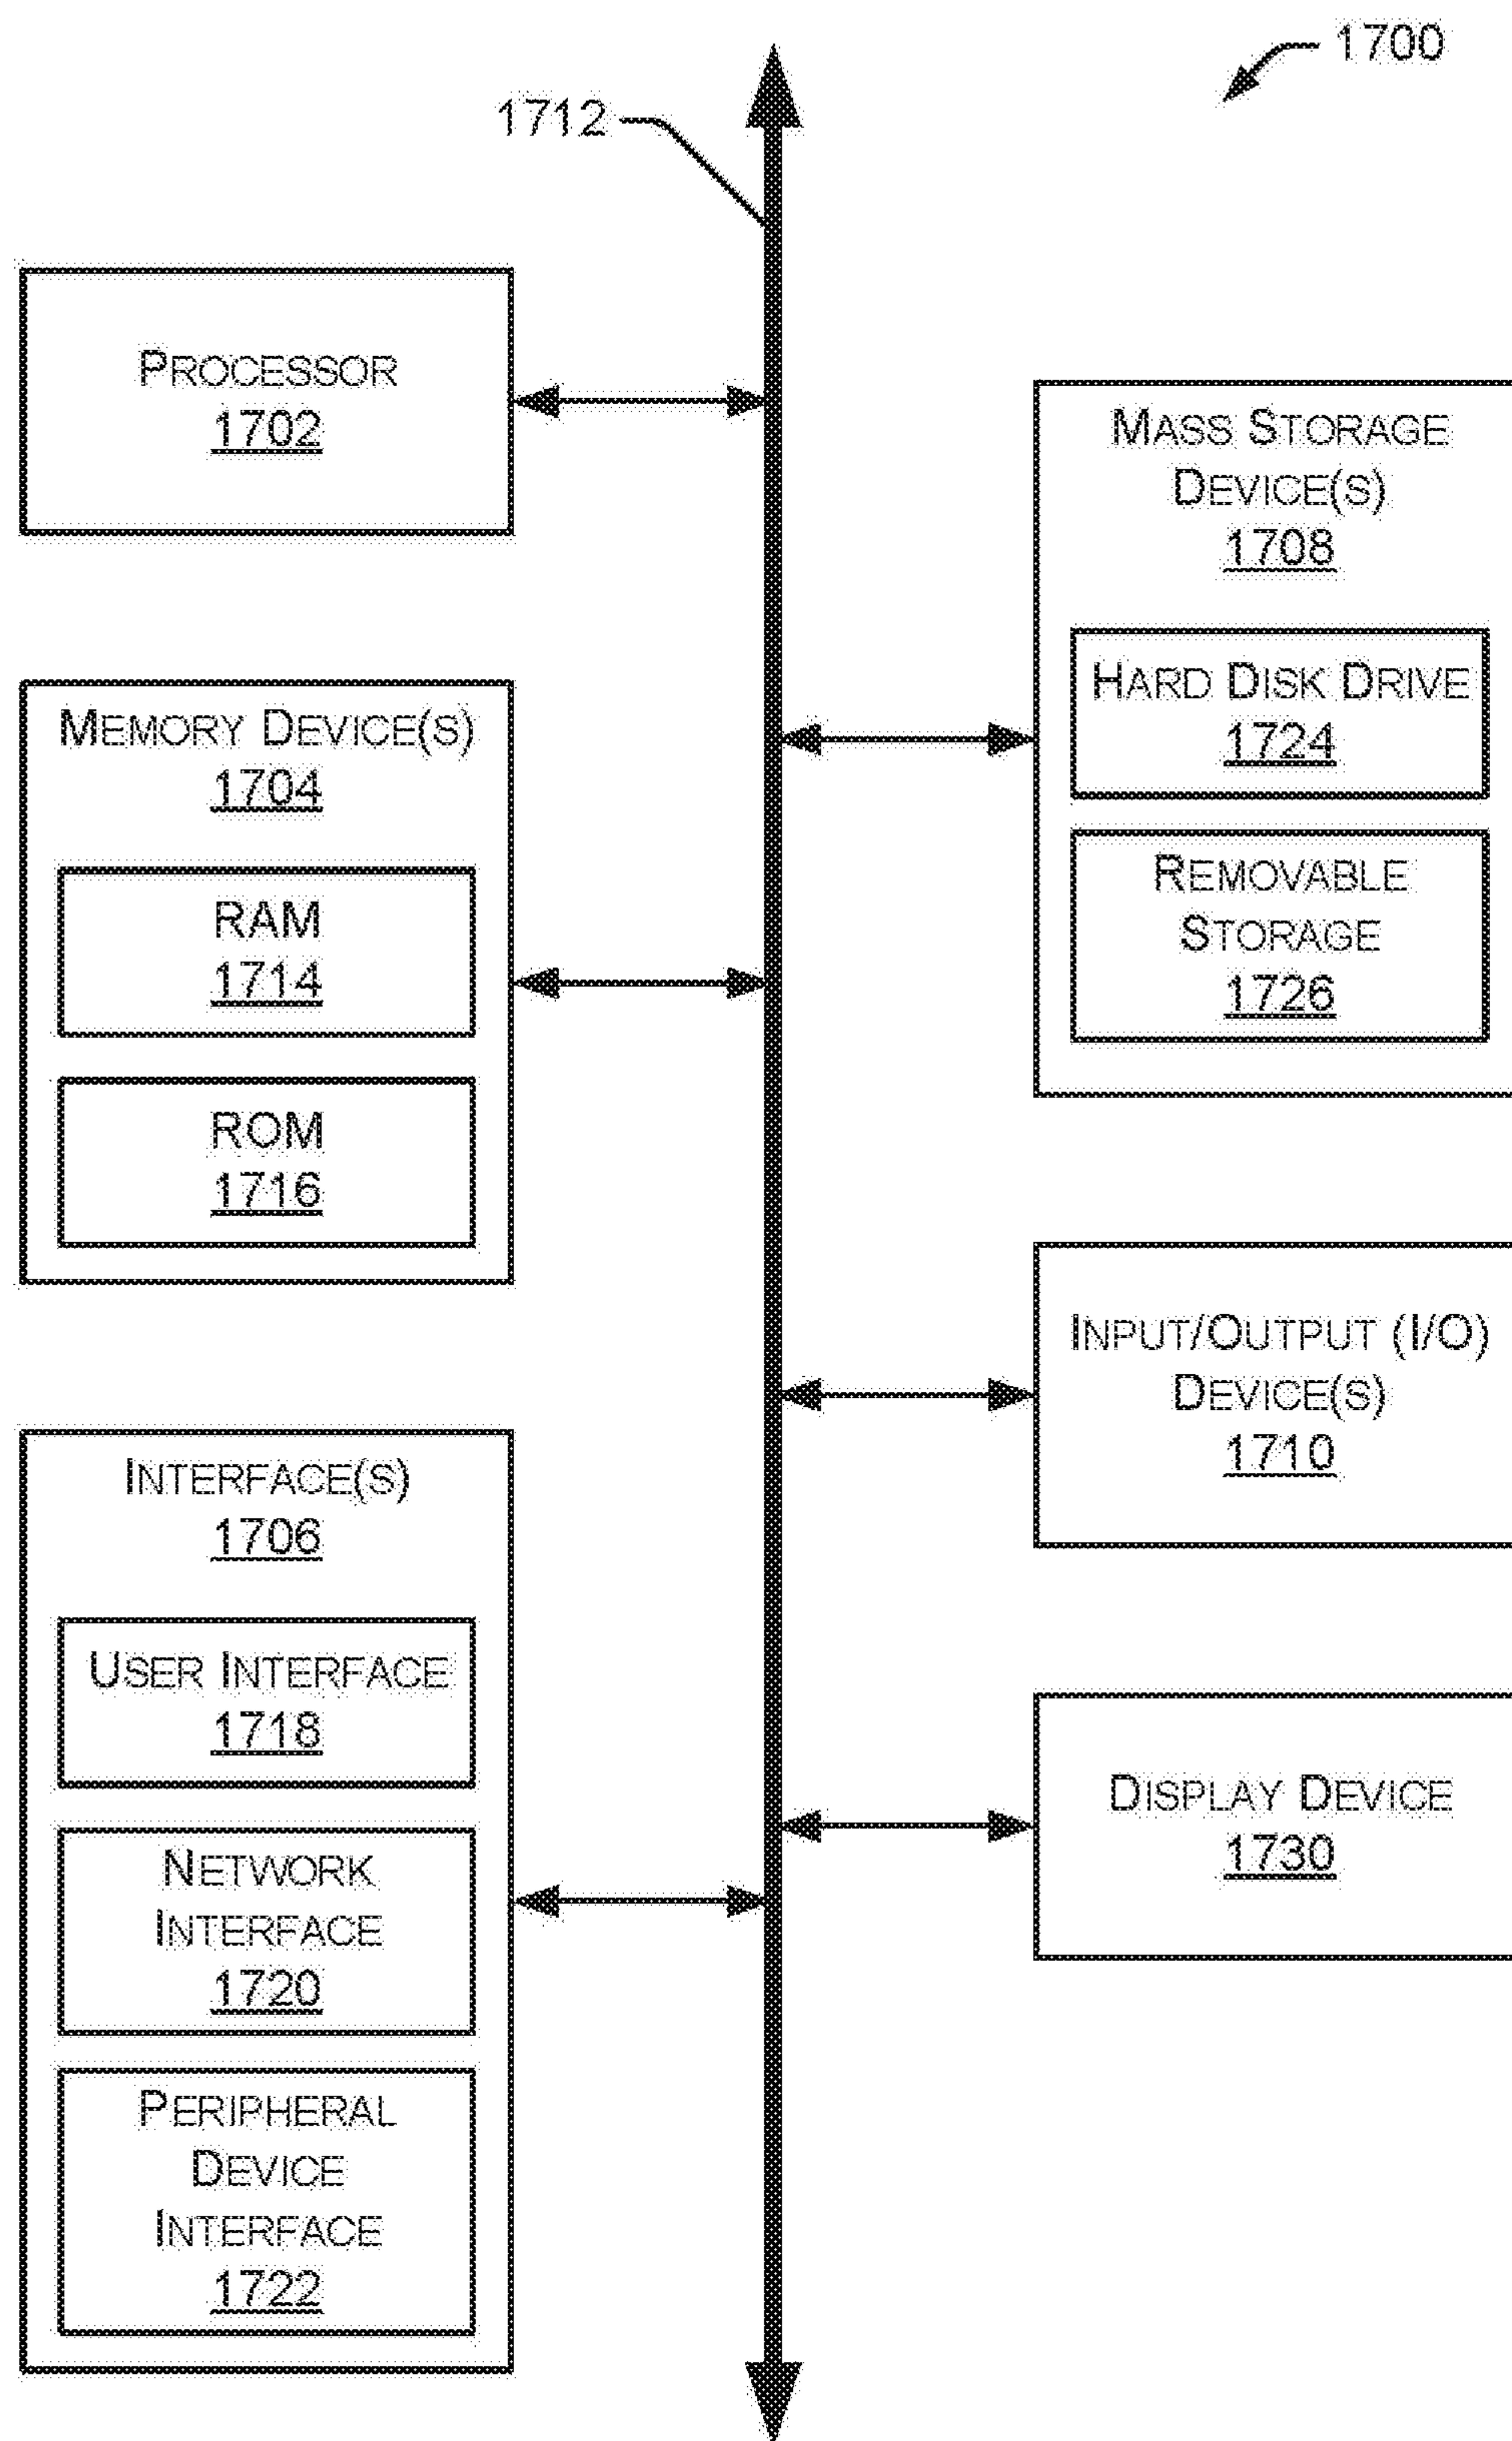 1700
1712
PROCESSOR
1702
MEMORY DEVICE(S)
1704
RAM
1714
ROM
1716
INTERFACE(S)
1706
USER INTERFACE
1718
NETWORK
INTERFACE
1720
PERIPHERAL
DEVICE
INTERFACE
1722
MASS STORAGE
DEVICE(S)
1708
HARD DISK DRIVE
1724
REMOVABLE
STORAGE
1726
INPUT/OUTPUT (I/O)
DEVICE(S)
1710
DISPLAY DEVICE
1730